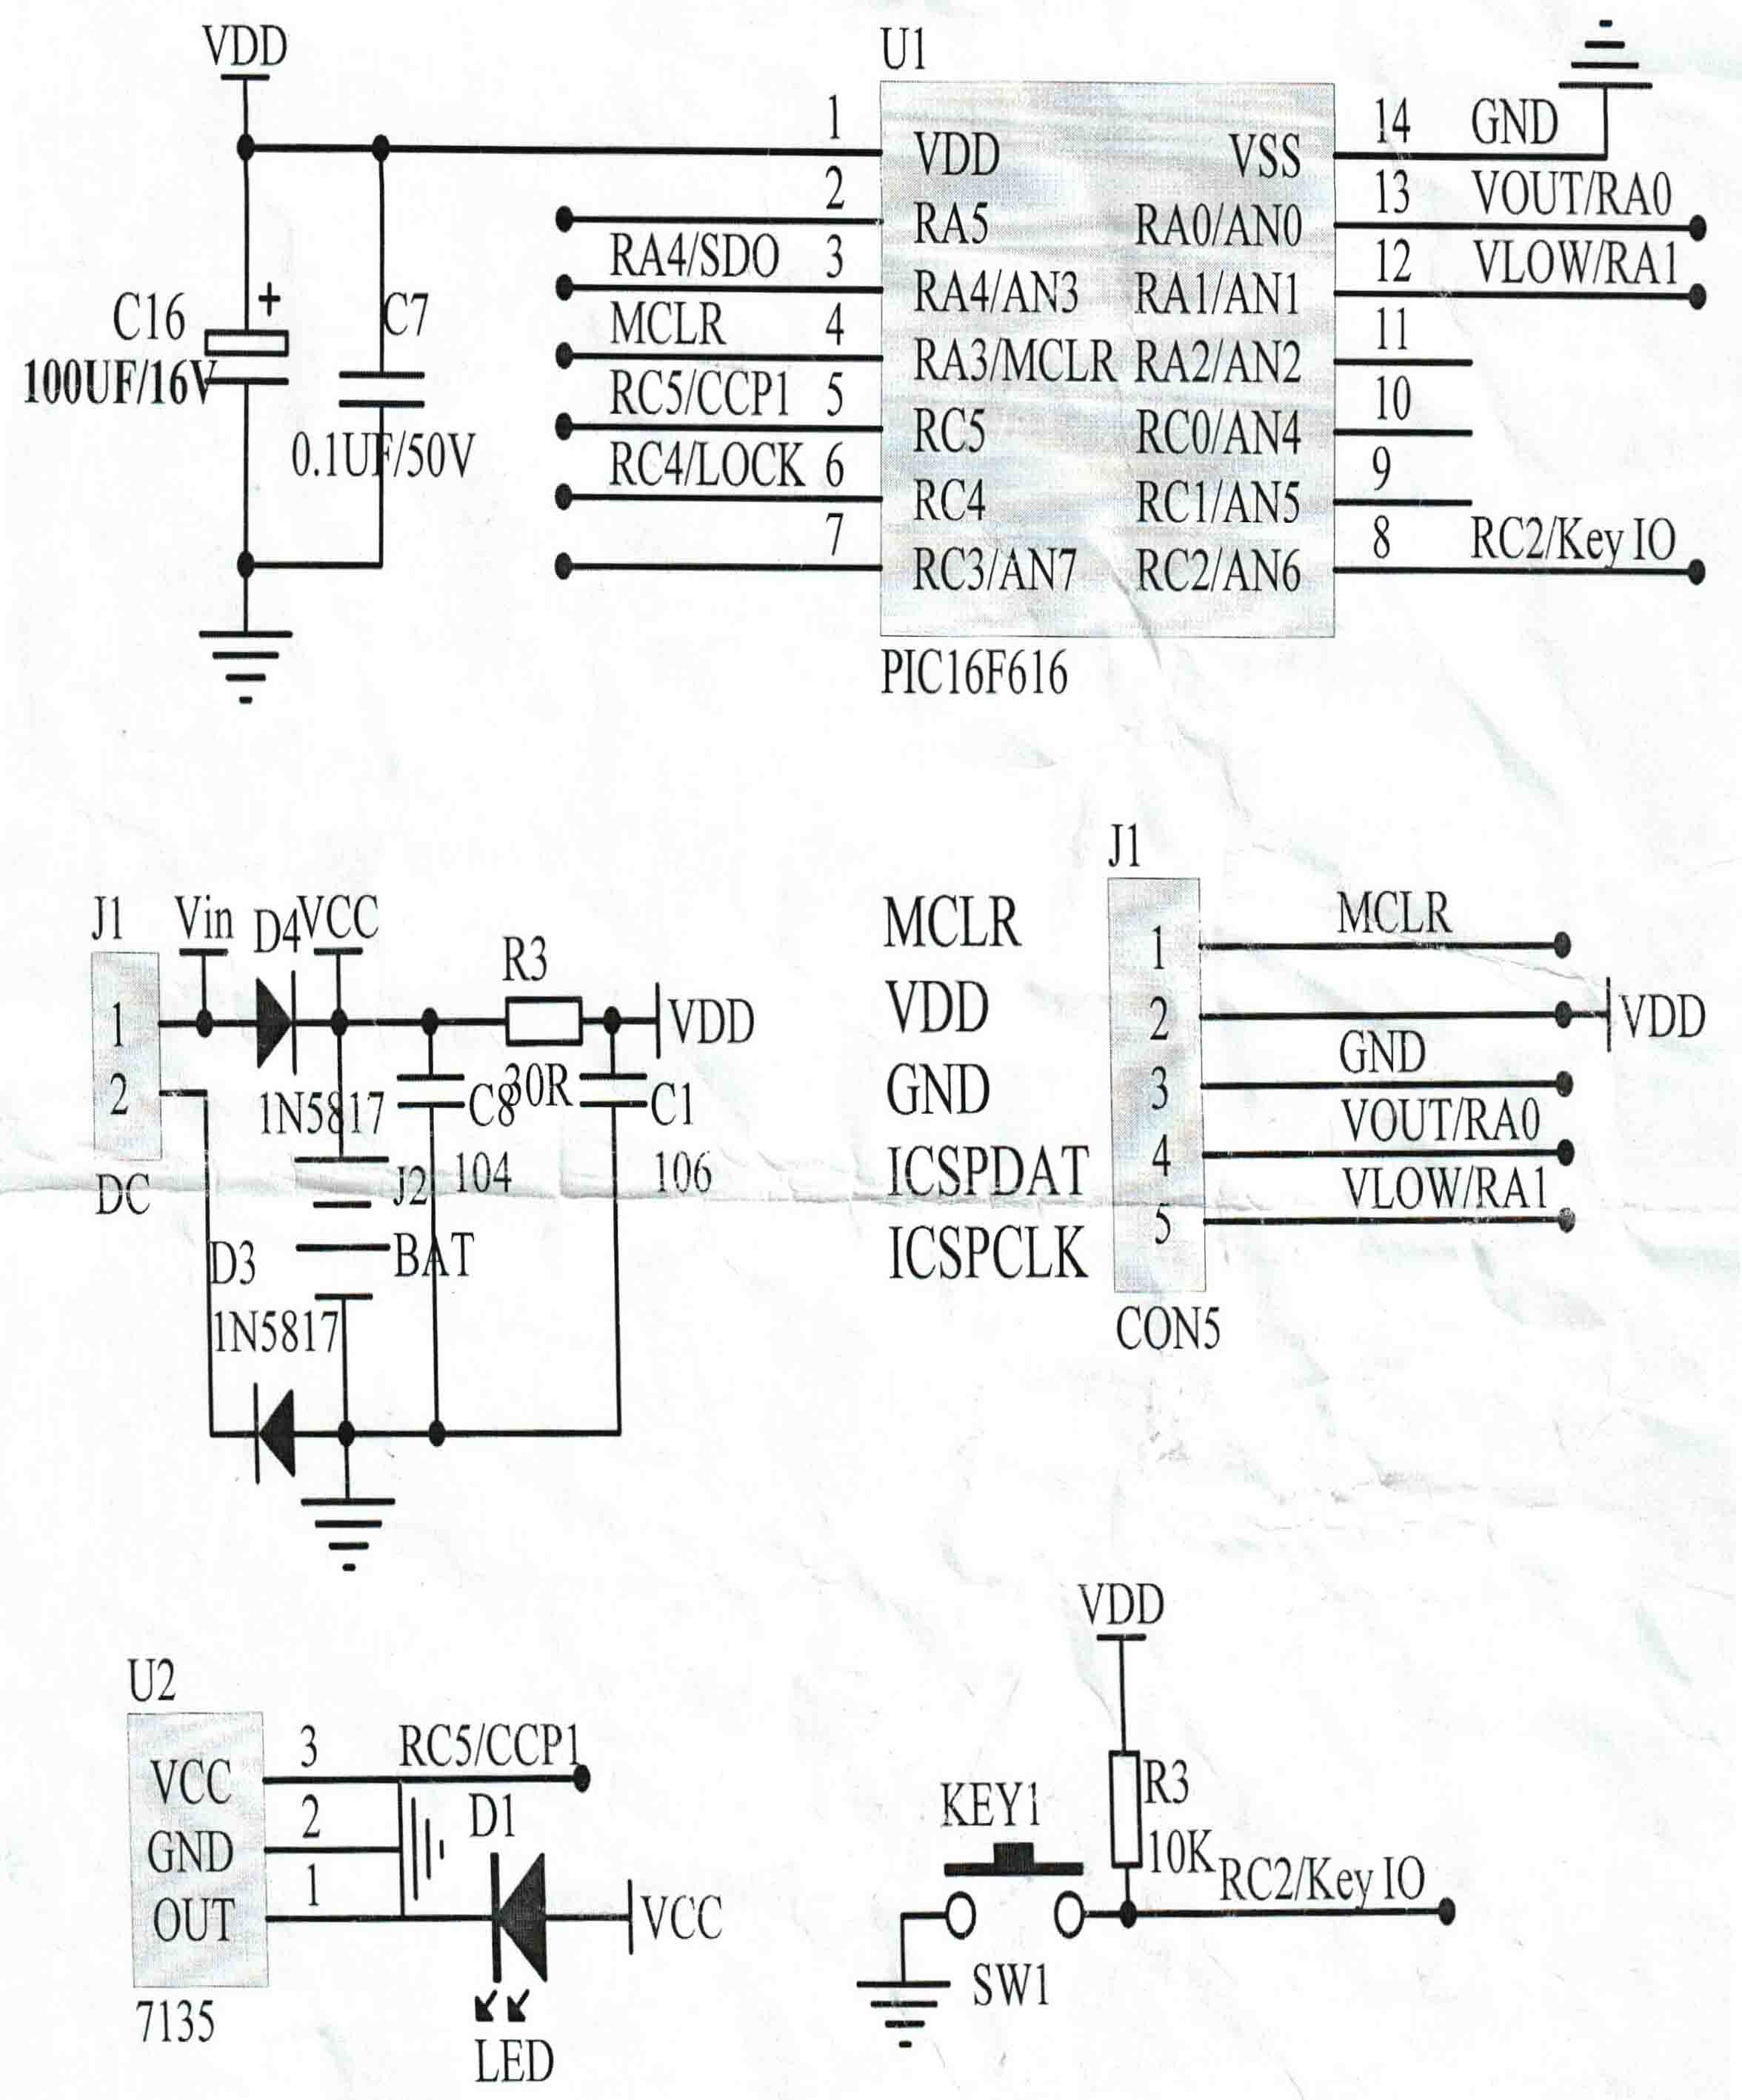 VDD
U1
1
VDD
VSS
14
GND
2
RA5
RA0/AN0
13
VOUT/RA0
RA4/SDO
3
RA4/AN3
RA1/AN1
12
VLOW/RA1
MCLR
4
RA3/MCLR
RA2/AN2
11
RC5/CCP1
5
RC5
RC0/AN4
10
RC4/LOCK
6
RC4
RC1/AN5
9
7
RC3/AN7
RC2/AN6
8
RC2/Key IO
PIC16F616
C16
+
100UF/16V
C7
0.1UF/50V
J1
Vin
D4
VCC
R3
1
VDD
2
1N5817
C8
30R
C1
DC
J2
104
106
D3
BAT
1N5817
J1
MCLR
1
MCLR
VDD
2
VDD
GND
3
GND
ICSPDAT
4
VOUT/RA0
ICSPCLK
5
VLOW/RA1
CON5
U2
VCC
3
RC5/CCP1
GND
2
D1
OUT
1
VCC
7135
LED
VDD
KEY1
R3
10K
RC2/Key IO
SW1